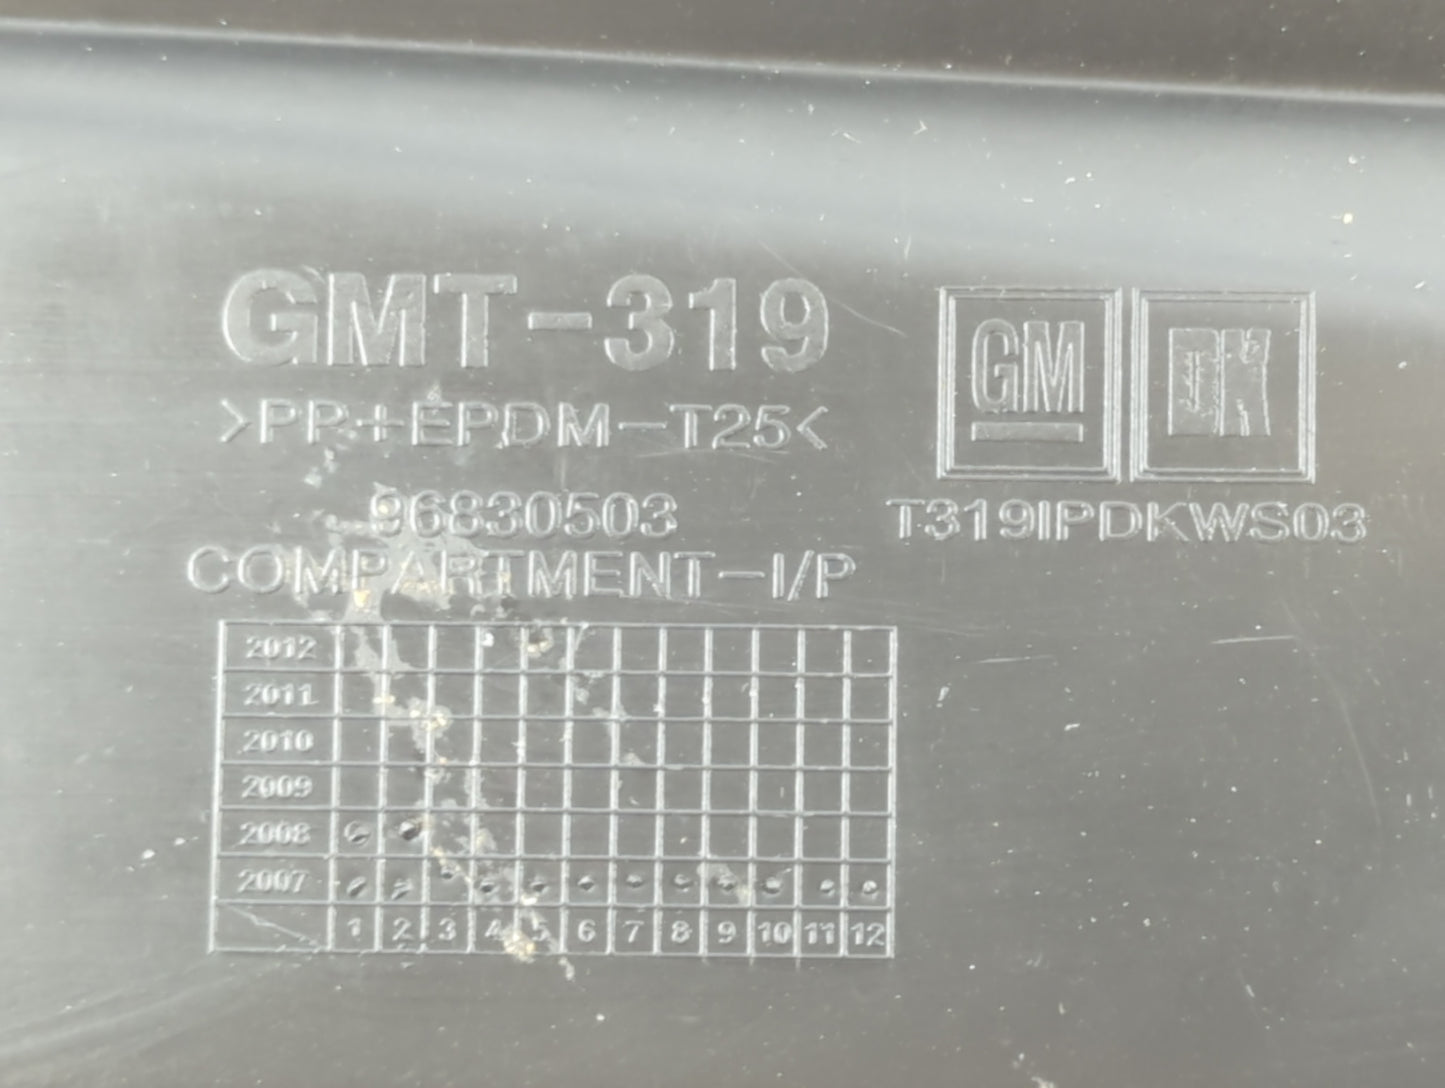 GMT-319
>PP+EPDM-T25<
96830503
COMPARTMENT-I/P
GM
T319IPDKWS03
2012
2011
2010
2009
2008
2007
1 2 3 4 5 6 7 8 9 10 11 12